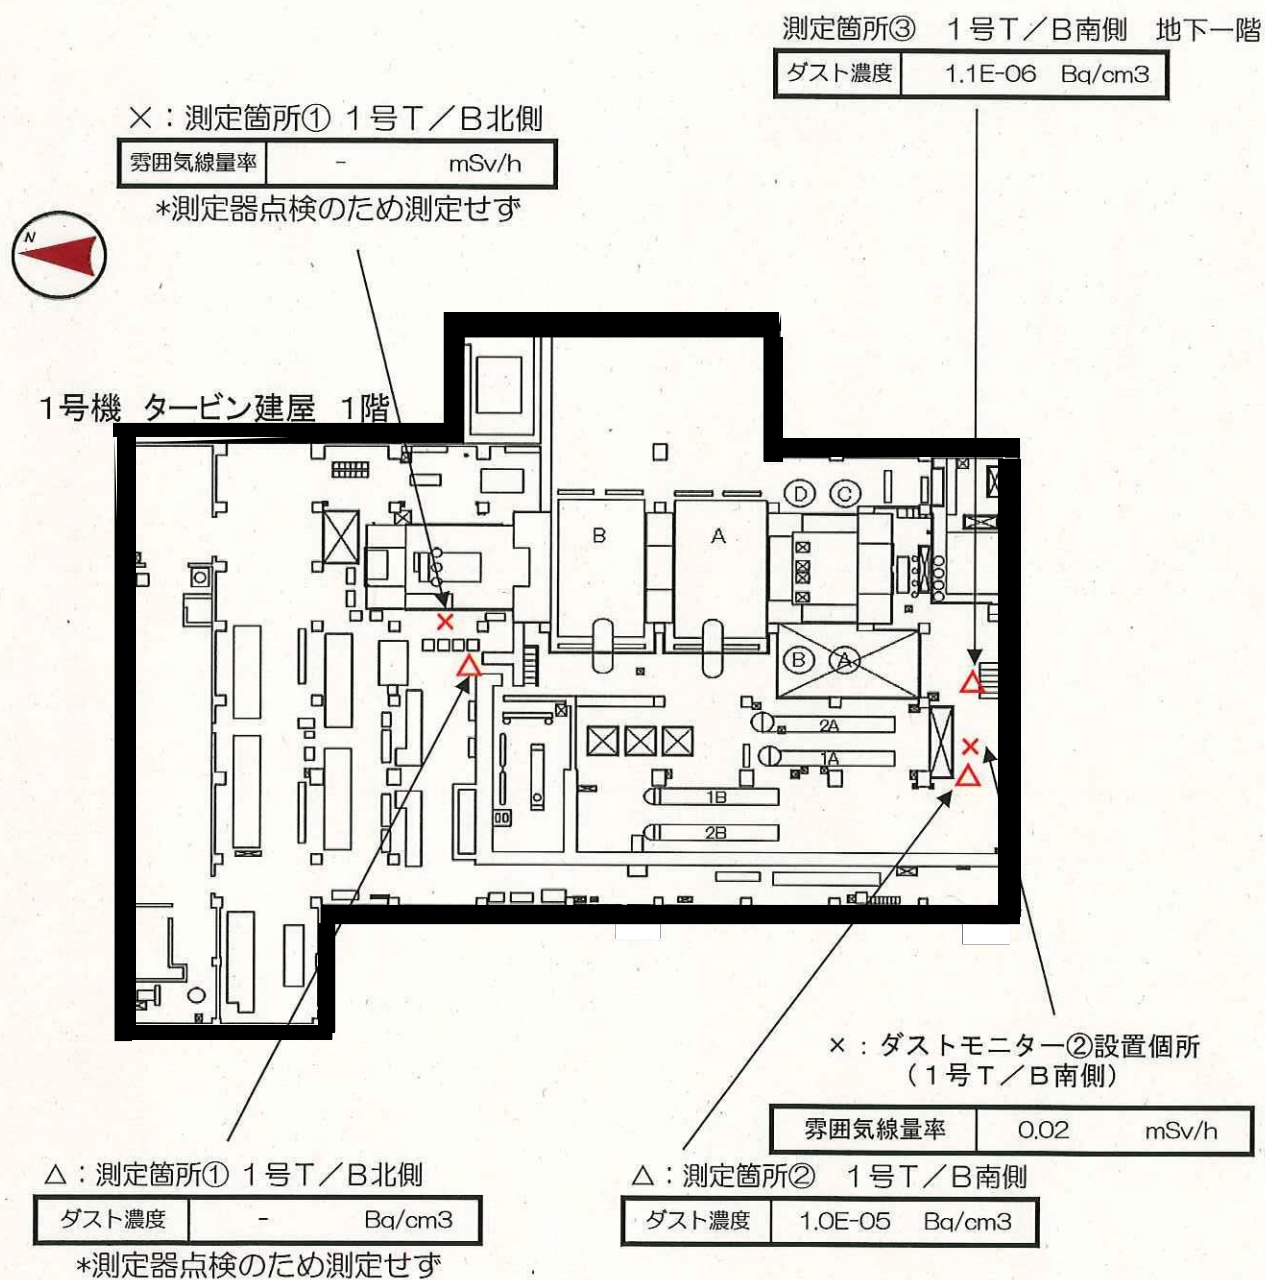 測定箇所③　１号Ｔ／Ｂ南側　地下一階
ダスト濃度 1.1E-06 Bq/cm3
×：測定箇所① １号Ｔ／Ｂ北側
雰囲気線量率 - mSv/h
*測定器点検のため測定せず
N
1号機 タービン建屋 1階
D C
B A
B A
2A
1A
1B
2B
×：ダストモニター②設置個所
（１号Ｔ／Ｂ南側）
雰囲気線量率 0.02 mSv/h
△：測定箇所① １号Ｔ／Ｂ北側
ダスト濃度 - Bq/cm3
*測定器点検のため測定せず
△：測定箇所② １号Ｔ／Ｂ南側
ダスト濃度 1.0E-05 Bq/cm3